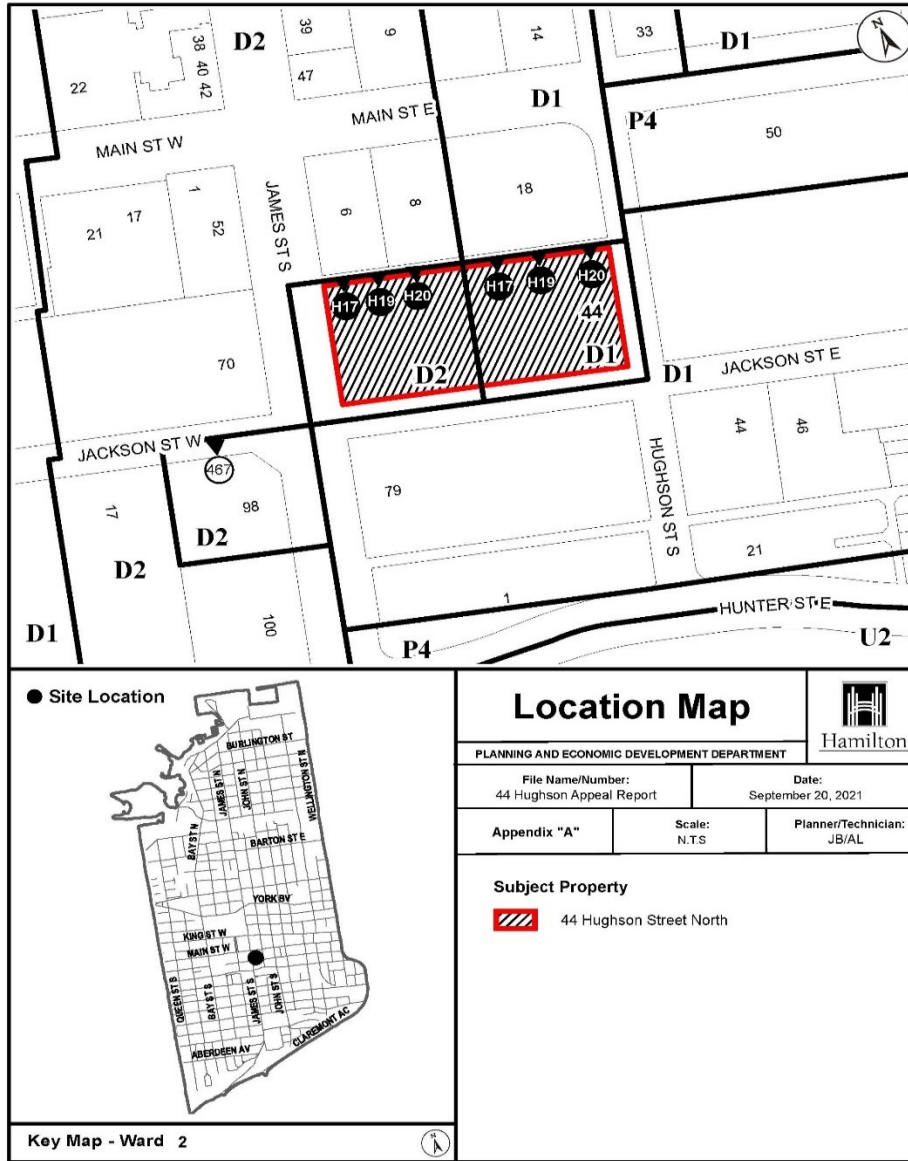 D2
39
9
14
33
D1
N
38
40
42
22
47
D1
MAIN ST E
P4
50
MAIN ST W
JAMES ST S
1
21
17
52
6
8
18
H17
H19
H20
H17
H19
H20
44
70
D2
D1
D1
JACKSON ST E
JACKSON ST W
467
44
46
HUGHSON ST S
17
98
79
D2
D2
21
1
HUNTER ST E
100
D1
P4
U2
Site Location
BURLINGTON ST
JAMES ST N
JOHN ST N
WELLINGTON ST N
BAY ST N
BARTON ST E
YORK BV
KING ST W
MAIN ST W
QUEEN ST S
BAY ST S
JAMES ST S
JOHN ST S
CLAREMONT AC
ABERDEEN AV
Key Map - Ward 2
N
Location Map
Hamilton
PLANNING AND ECONOMIC DEVELOPMENT DEPARTMENT
File Name/Number:
44 Hughson Appeal Report
Date:
September 20, 2021
Appendix "A"
Scale:
N.T.S
Planner/Technician:
JB/AL
Subject Property
44 Hughson Street North